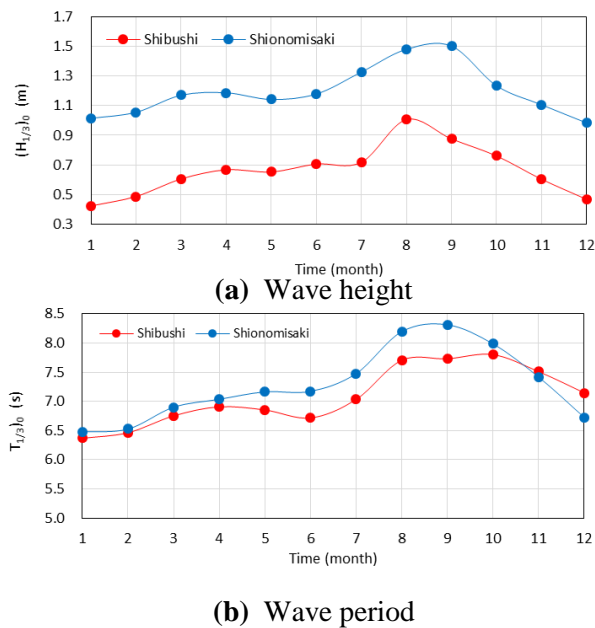 1.7
1.5
1.3
1.1
0.9
0.7
0.5
0.3
(H1/3)0 (m)
Shibushi Shionomisaki
1 2 3 4 5 6 7 8 9 10 11 12
Time (month)
(a) Wave height
8.5
8.0
7.5
7.0
6.5
6.0
5.5
5.0
T1/3)0 (s)
Shibushi Shionomisaki
1 2 3 4 5 6 7 8 9 10 11 12
Time (month)
(b) Wave period